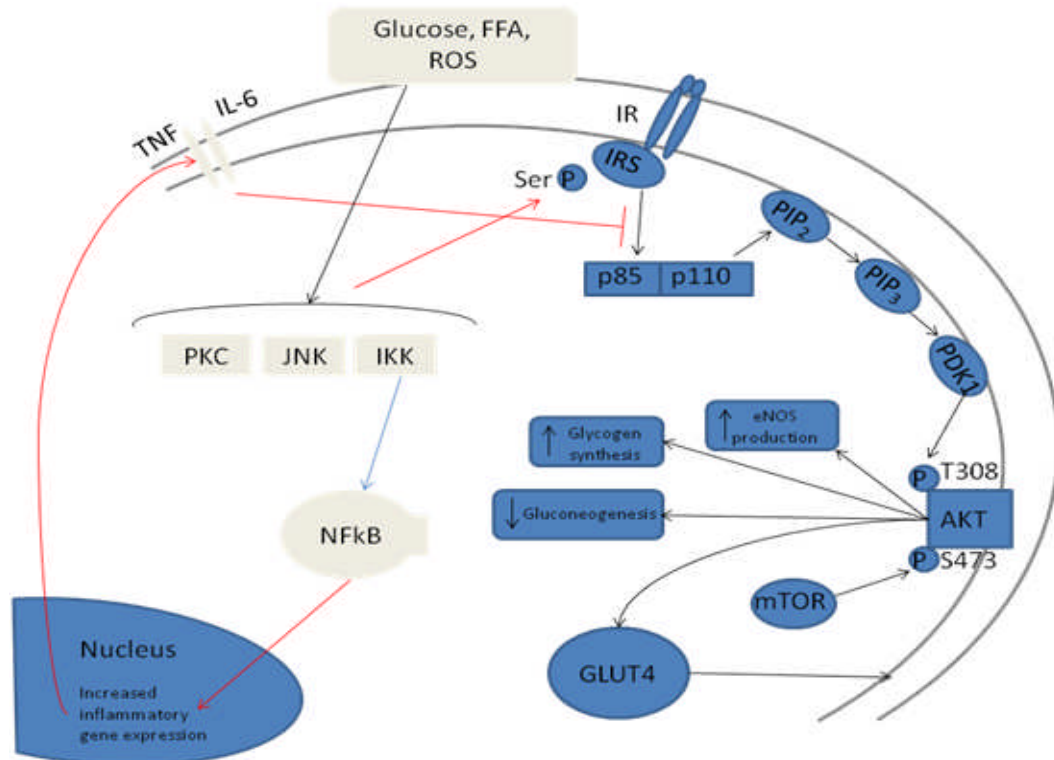 Glucose, FFA,
ROS
TNF
IL-6
IR
IRS
Ser P
PIP2
p85 p110
PIP3
PKC JNK IKK
PDK1
eNOS
production
Glycogen
synthesis
P T308
Gluconeogenesis
AKT
NFkB
P S473
mTOR
Nucleus
GLUT4
Increased
inflammatory
gene expression